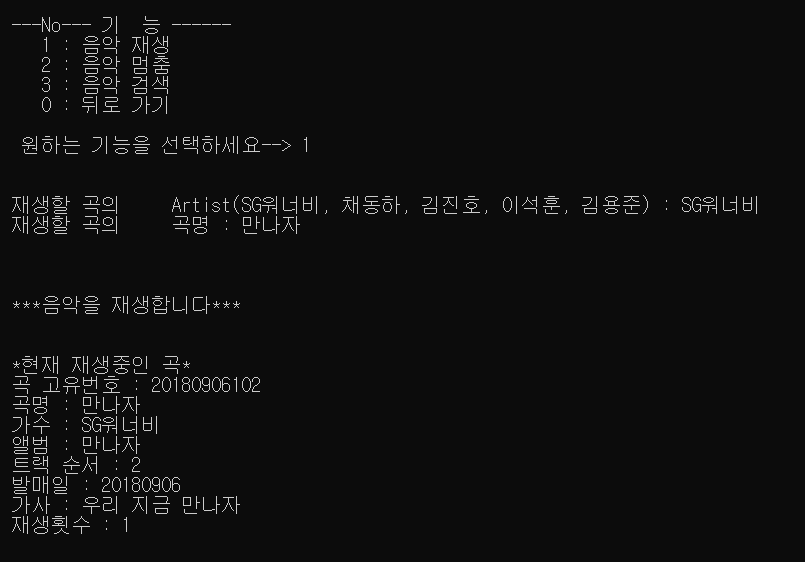 ---No--- 기  능 ------
1 : 음악 재생
2 : 음악 멈춤
3 : 음악 검색
0 : 뒤로 가기
원하는 기능을 선택하세요--> 1
재생할 곡의     Artist(SG워너비, 채동하, 김진호, 이석훈, 김용준) : SG워너비
재생할 곡의     곡명 : 만나자
***음악을 재생합니다***
*현재 재생중인 곡*
곡 고유번호 : 20180906102
곡명 : 만나자
가수 : SG워너비
앨범 : 만나자
트랙 순서 : 2
발매일 : 20180906
가사 : 우리 지금 만나자
재생횟수 : 1